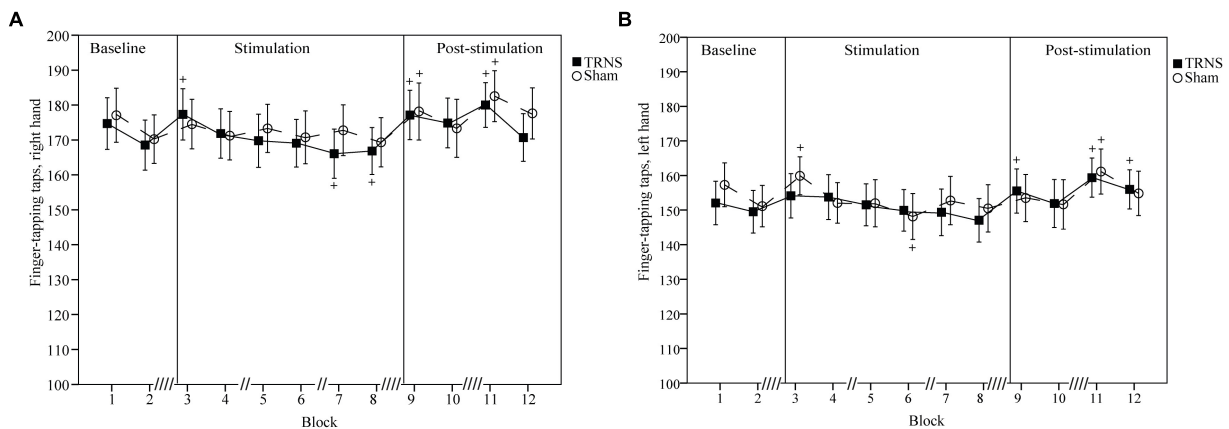 A
Baseline
Stimulation
Post-stimulation
TRNS
Sham
Finger-tapping taps, right hand
200
190
180
170
160
150
140
130
120
110
100
1 2 //// 3 4 // 5 6 // 7 8 //// 9 10 //// 11 12
Block
B
Baseline
Stimulation
Post-stimulation
TRNS
Sham
Finger-tapping taps, left hand
200
190
180
170
160
150
140
130
120
110
100
1 2 //// 3 4 // 5 6 // 7 8 //// 9 10 //// 11 12
Block